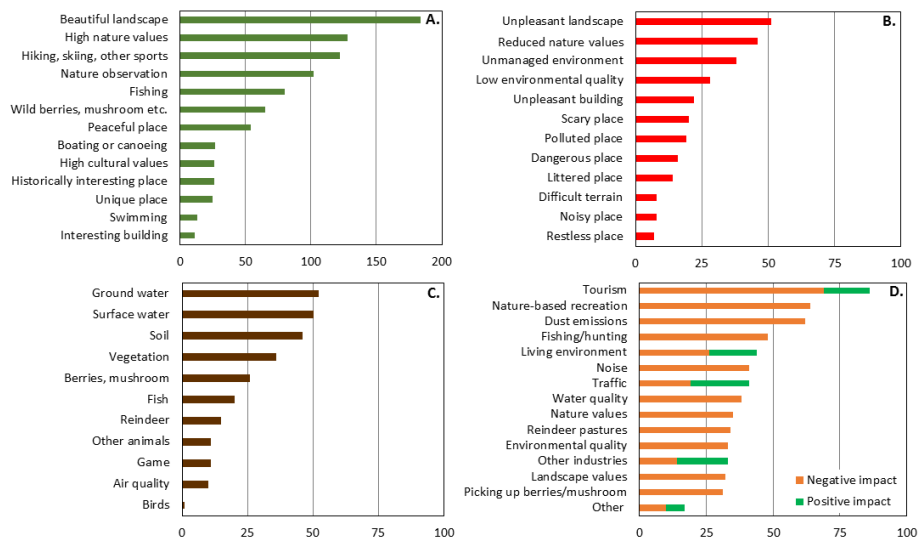 A.
Beautiful landscape
High nature values
Hiking, skiing, other sports
Nature observation
Fishing
Wild berries, mushroom etc.
Peaceful place
Boating or canoeing
High cultural values
Historically interesting place
Unique place
Swimming
Interesting building
0 50 100 150 200
B.
Unpleasant landscape
Reduced nature values
Unmanaged environment
Low environmental quality
Unpleasant building
Scary place
Polluted place
Dangerous place
Littered place
Difficult terrain
Noisy place
Restless place
0 25 50 75 100
C.
Ground water
Surface water
Soil
Vegetation
Berries, mushroom
Fish
Reindeer
Other animals
Game
Air quality
Birds
0 25 50 75 100
D.
Tourism
Nature-based recreation
Dust emissions
Fishing/hunting
Living environment
Noise
Traffic
Water quality
Nature values
Reindeer pastures
Environmental quality
Other industries
Landscape values
Picking up berries/mushroom
Other
Negative impact
Positive impact
0 25 50 75 100